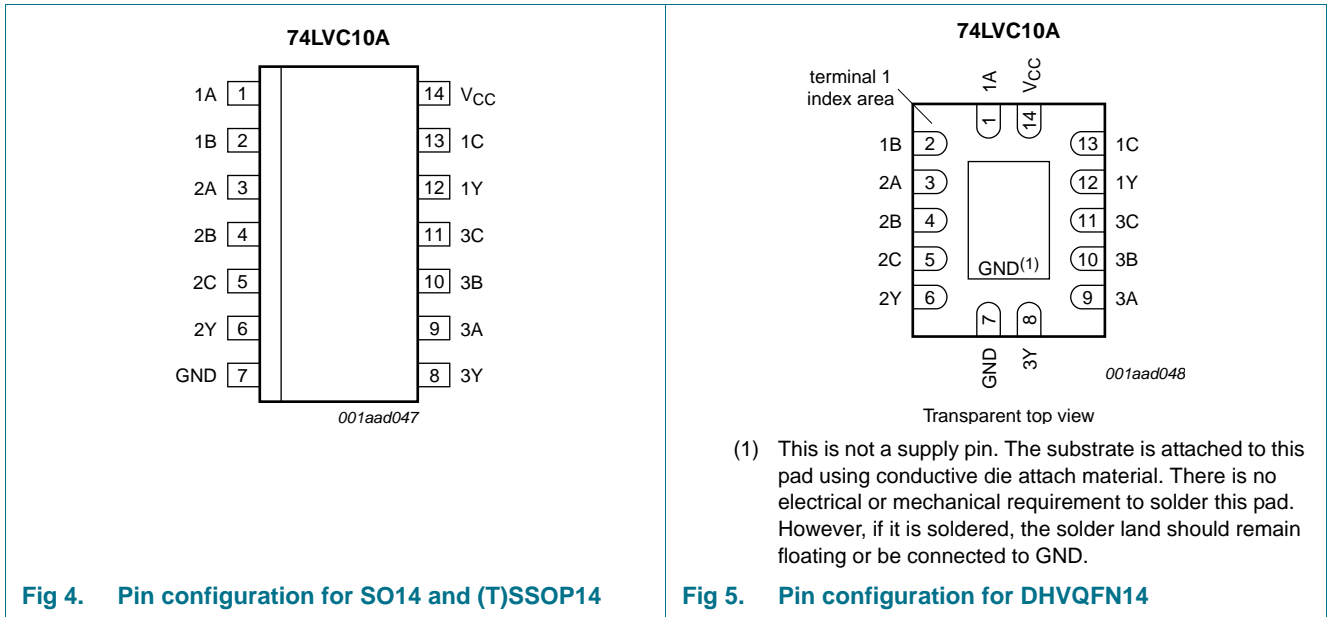 74LVC10A
1A 1 14 VCC
1B 2 13 1C
2A 3 12 1Y
2B 4 11 3C
2C 5 10 3B
2Y 6 9 3A
GND 7 8 3Y
001aad047
Fig 4. Pin configuration for SO14 and (T)SSOP14
74LVC10A
terminal 1
index area
1A VCC
1 14
1B 2 13 1C
2A 3 12 1Y
2B 4 11 3C
2C 5 10 3B
GND(1)
2Y 6 9 3A
7 8
GND 3Y
001aad048
Transparent top view
(1) This is not a supply pin. The substrate is attached to this
pad using conductive die attach material. There is no
electrical or mechanical requirement to solder this pad.
However, if it is soldered, the solder land should remain
floating or be connected to GND.
Fig 5. Pin configuration for DHVQFN14